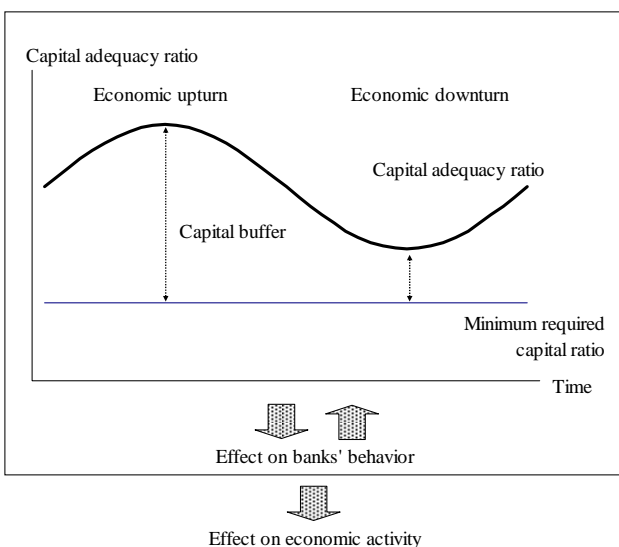 Capital adequacy ratio
Economic upturn
Economic downturn
Capital adequacy ratio
Capital buffer
Minimum required
capital ratio
Time
Effect on banks' behavior
Effect on economic activity